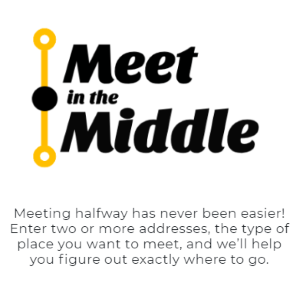 Meet
in the
Middle
Meeting halfway has never been easier!
Enter two or more addresses, the type of
place you want to meet, and we'll help
you figure out exactly where to go.